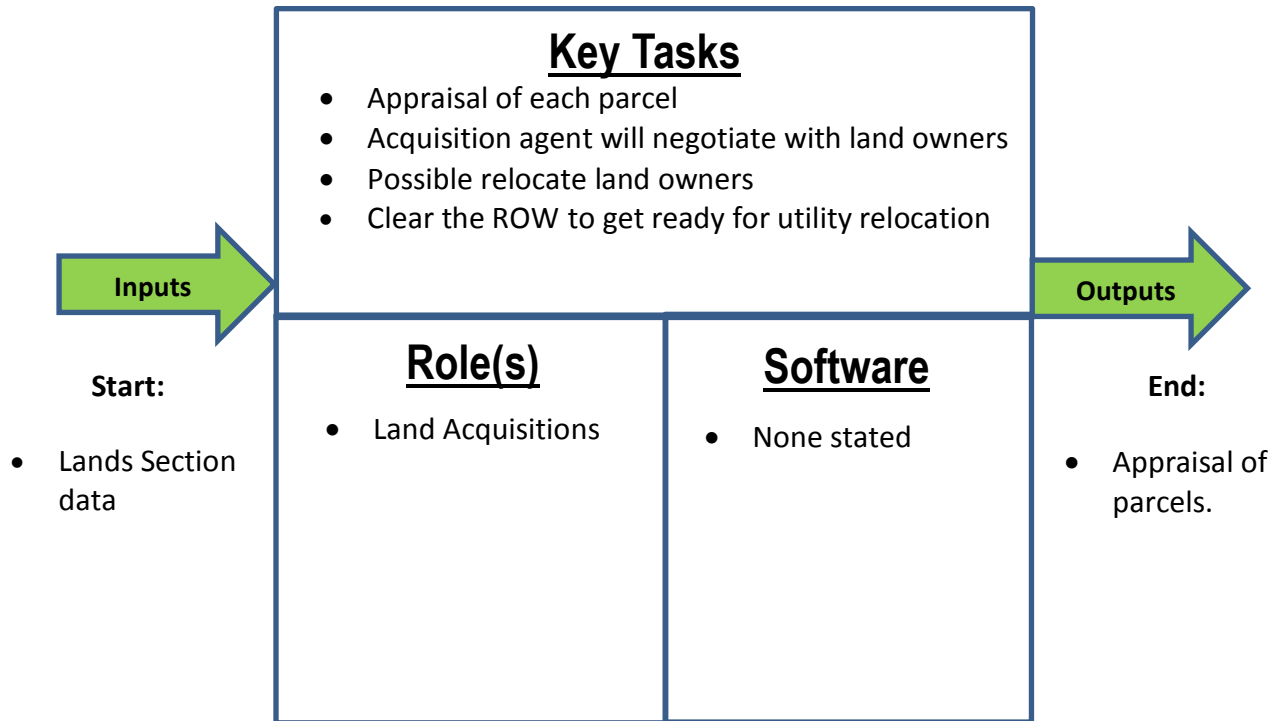 Key Tasks
• Appraisal of each parcel
• Acquisition agent will negotiate with land owners
• Possible relocate land owners
• Clear the ROW to get ready for utility relocation
Inputs
Outputs
Start:
• Lands Section
data
Role(s)
• Land Acquisitions
Software
• None stated
End:
• Appraisal of
parcels.